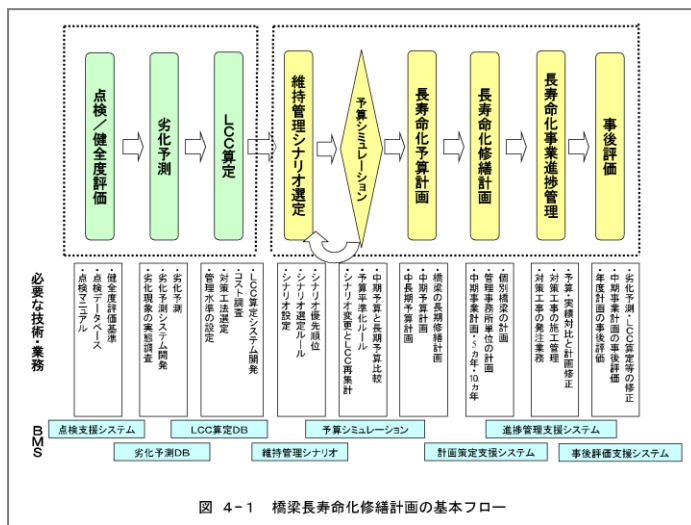 点検／健全度評価
劣化予測
LCC算定
維持管理シナリオ選定
予算シミュレーション
長寿命化予算計画
長寿命化修繕計画
長寿命化事業進捗管理
事後評価
必要な技術・業務
・健全度評価基準
・点検データベース
・点検マニュアル
・劣化予測
・劣化予測システム開発
・劣化現象の実態調査
・LCC算定システム開発
・コスト調査
・対策工法選定
・管理水準の設定
・シナリオ優先順位
・シナリオ選定ルール
・シナリオ設定
・中期予算と長期予算比較
・予算平準化ルール
・シナリオ変更とLCC再集計
・橋梁の長期修繕計画
・中期予算計画
・中長期予算計画
・個別橋梁の計画
・管理事務所単位の計画
・中期事業計画・5ヵ年・10ヵ年
・予算・実績対比と計画修正
・対策工事の施工管理
・対策工事の発注業務
・劣化予測・LCC算定等の修正
・中期事業計画の事後評価
・年度計画の事後評価
BMS
点検支援システム
LCC算定DB
予算シミュレーション
進捗管理支援システム
劣化予測DB
維持管理シナリオ
計画策定支援システム
事後評価支援システム
図 4-1 橋梁長寿命化修繕計画の基本フロー